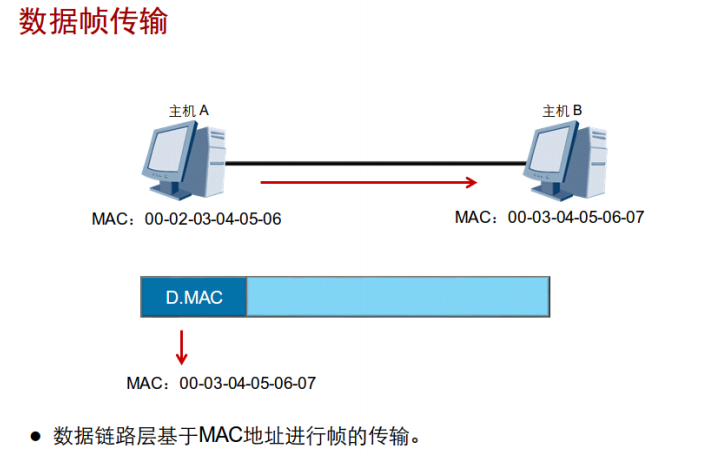 数据帧传输
主机 A
主机 B
MAC：00-02-03-04-05-06
MAC：00-03-04-05-06-07
D.MAC
MAC：00-03-04-05-06-07
● 数据链路层基于MAC地址进行帧的传输。